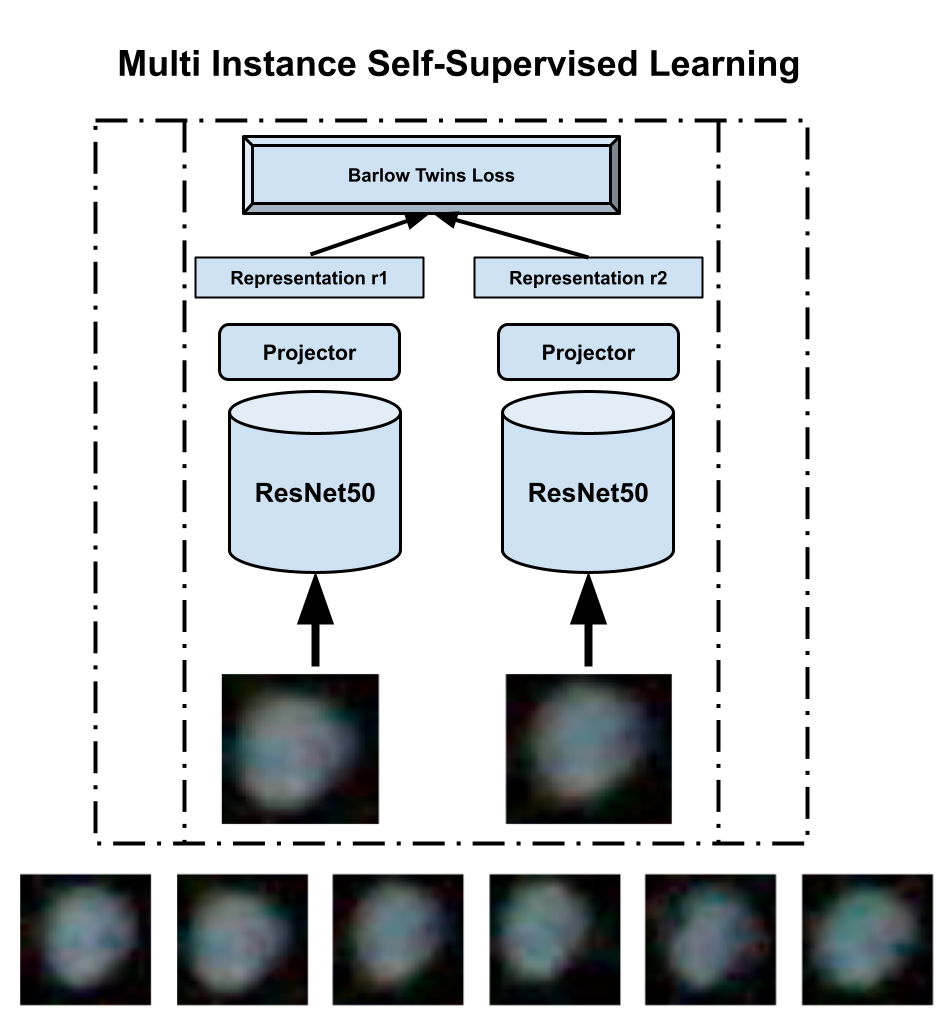 Multi Instance Self-Supervised Learning
Barlow Twins Loss
Representation r1
Representation r2
Projector
Projector
ResNet50
ResNet50